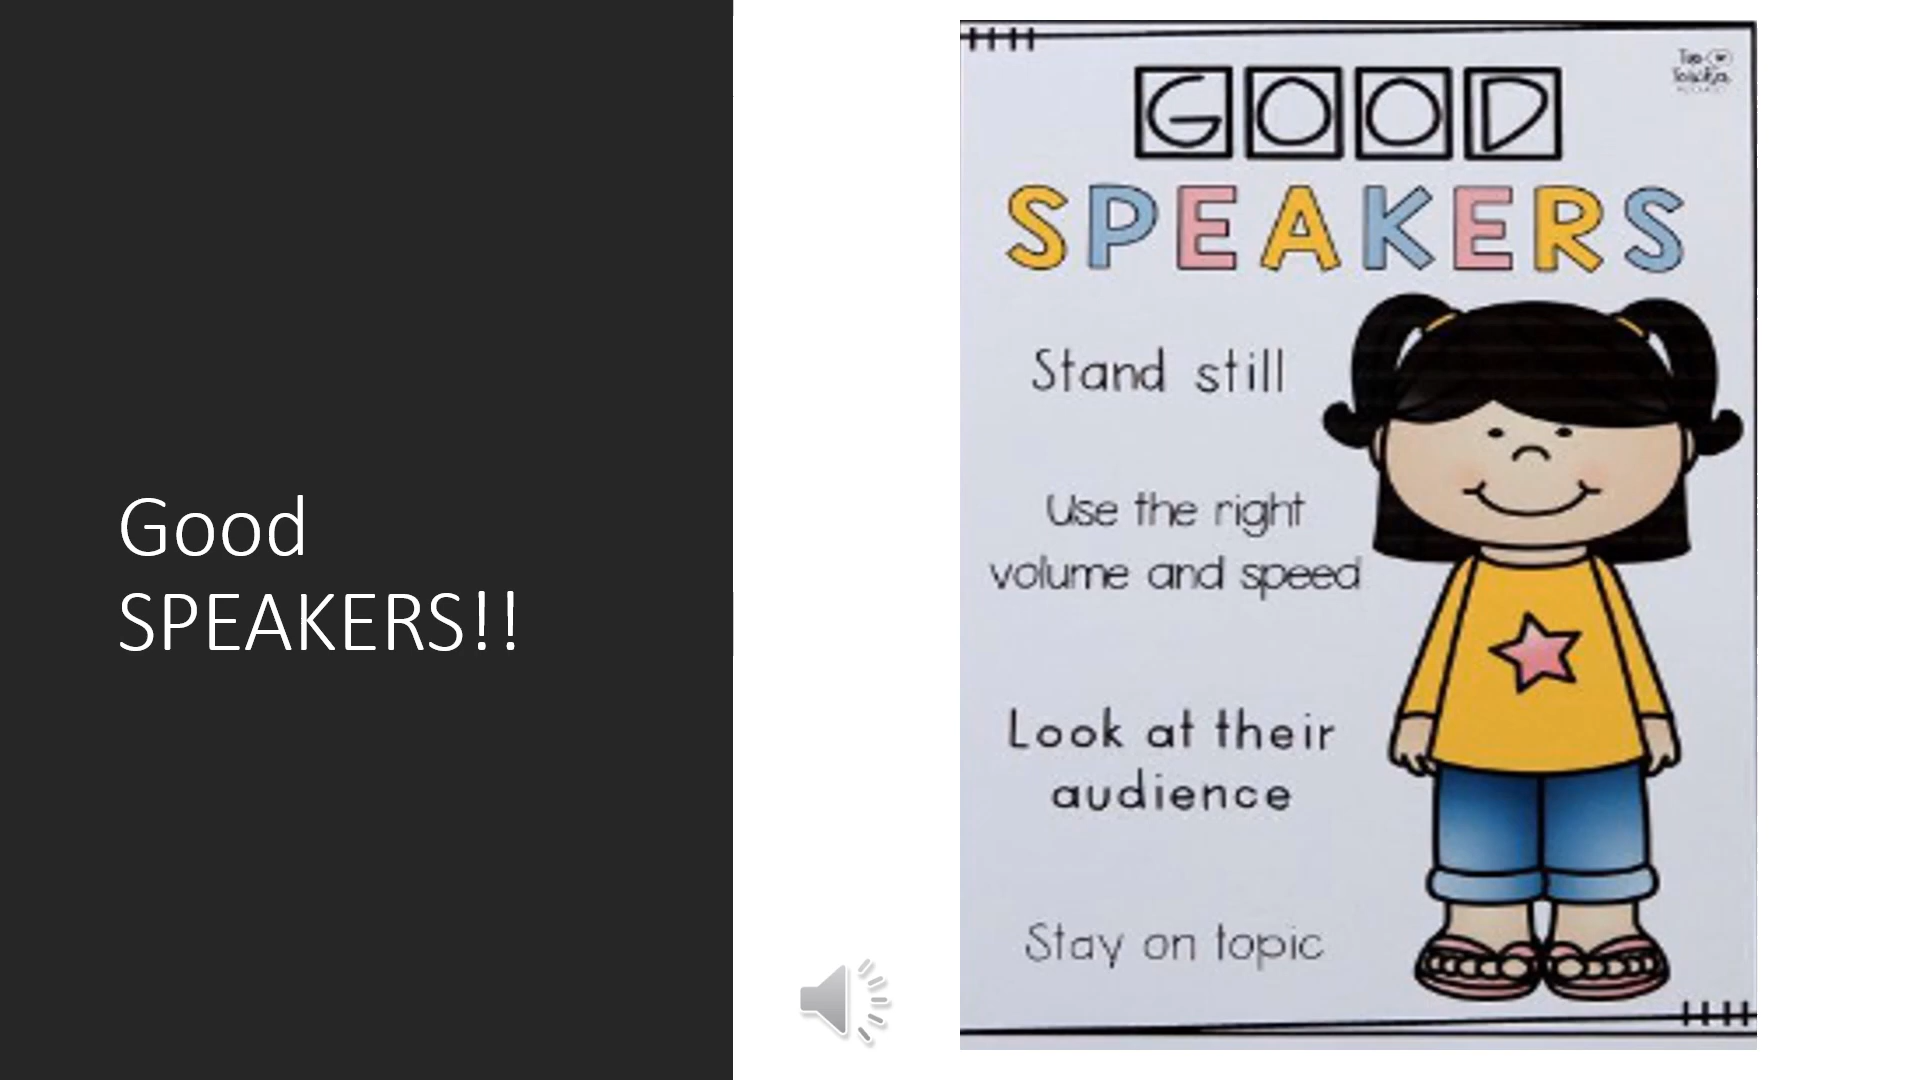 Good
SPEAKERS!!
GOOD
SPEAKERS
Stand still
Use the right
volume and speed
Look at their
audience
Stay on topic